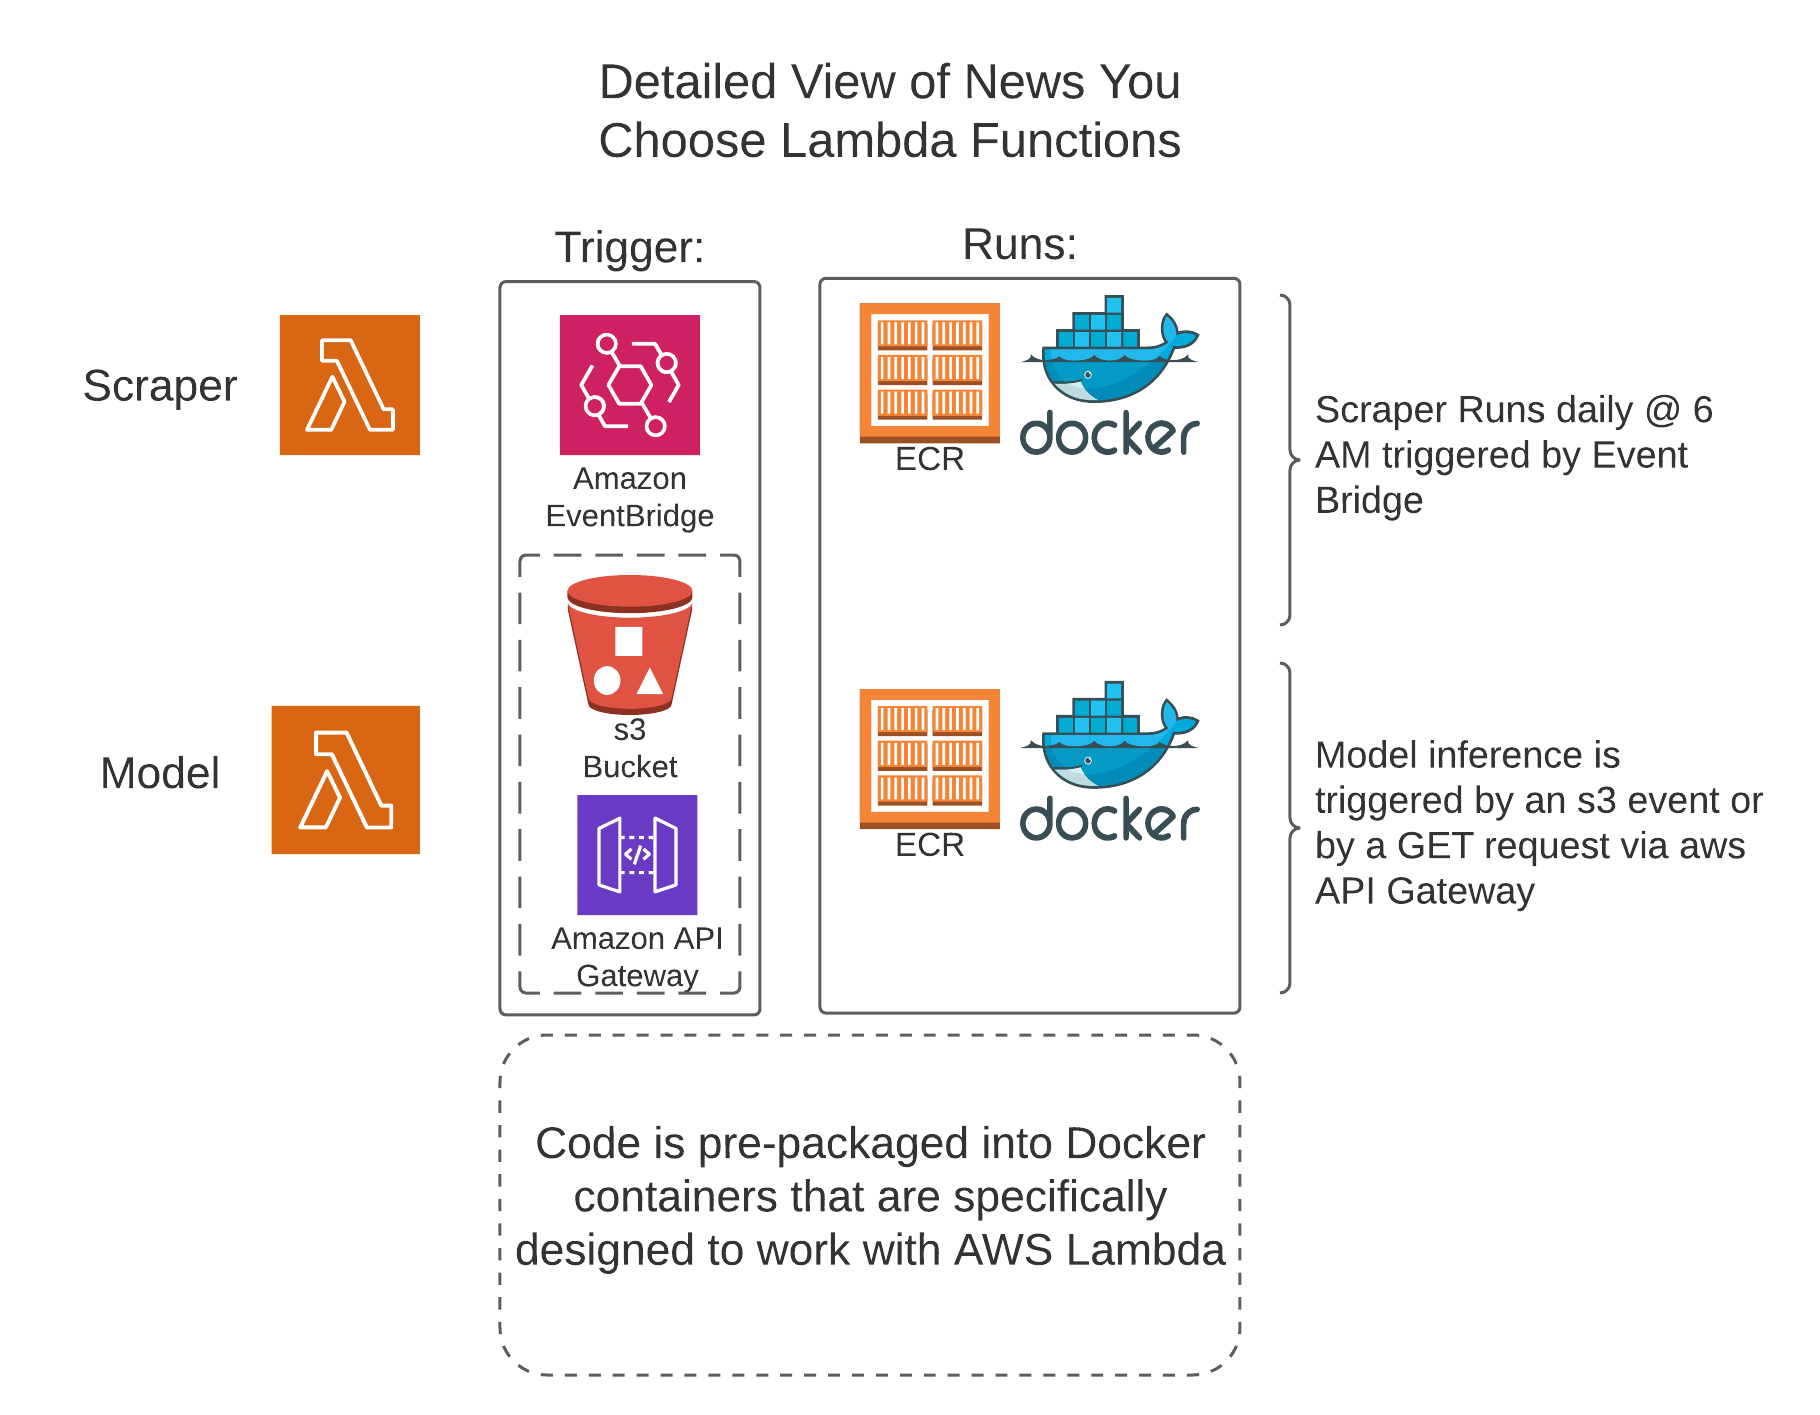 Detailed View of News You
Choose Lambda Functions
Trigger:
Runs:
Scraper
Amazon
EventBridge
ECR
docker
Scraper Runs daily @ 6
AM triggered by Event
Bridge
Model
s3
Bucket
Amazon API
Gateway
ECR
docker
Model inference is
triggered by an s3 event or
by a GET request via aws
API Gateway
Code is pre-packaged into Docker
containers that are specifically
designed to work with AWS Lambda